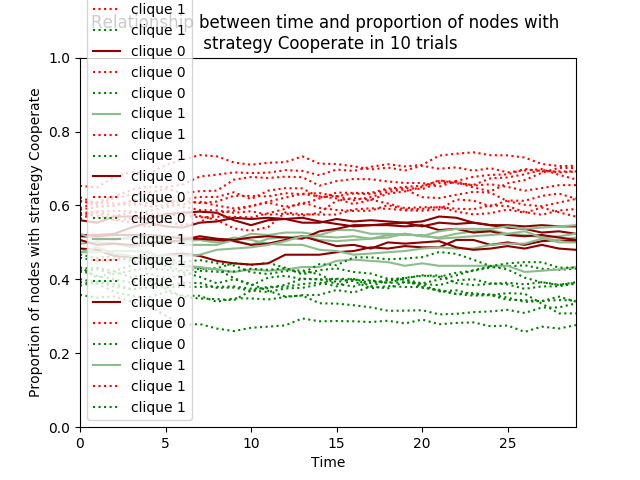 Relationship between time and proportion of nodes with
strategy Cooperate in 10 trials
Proportion of nodes with strategy Cooperate
1.0
0.8
0.6
0.4
0.2
0.0
clique 1
clique 1
clique 0
clique 0
clique 0
clique 1
clique 1
clique 1
clique 0
clique 0
clique 0
clique 1
clique 1
clique 1
clique 0
clique 0
clique 0
clique 1
clique 1
clique 1
0 5 10 15 20 25
Time